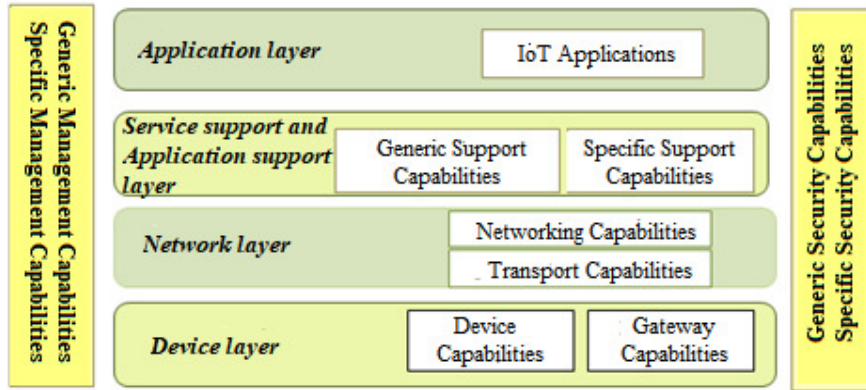 Generic Management Capabilities
Specific Management Capabilities
Application layer
IoT Applications
Service support and
Application support
layer
Generic Support
Capabilities
Specific Support
Capabilities
Network layer
Networking Capabilities
Transport Capabilities
Device layer
Device
Capabilities
Gateway
Capabilities
Generic Security Capabilities
Specific Security Capabilities